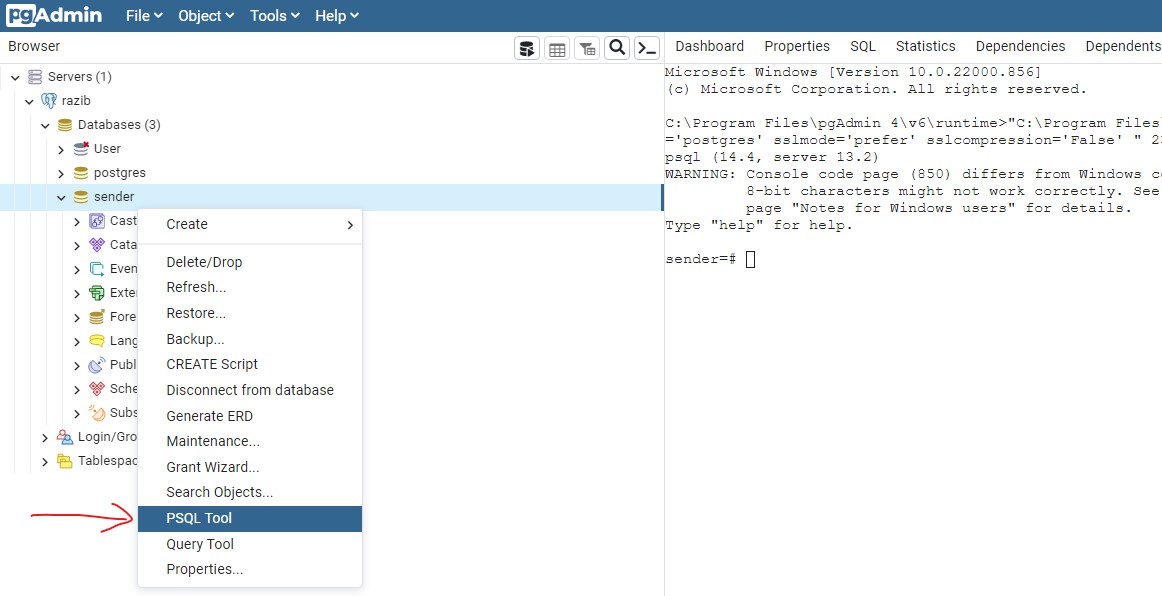 pgAdmin File Object Tools Help
Browser
Dashboard Properties SQL Statistics Dependencies Dependents
Servers (1)
razib
Databases (3)
User
postgres
sender
Cast
Cata
Even
Exte
Fore
Lang
Publ
Sche
Subs
Login/Gro
Tablespac
Create
Delete/Drop
Refresh...
Restore...
Backup...
CREATE Script
Disconnect from database
Generate ERD
Maintenance...
Grant Wizard...
Search Objects...
PSQL Tool
Query Tool
Properties...
Microsoft Windows [Version 10.0.22000.856]
(c) Microsoft Corporation. All rights reserved.
C:\Program Files\pgAdmin 4\v6\runtime>"C:\Program Files
='postgres' sslmode='prefer' sslcompression='False' " 2
psql (14.4, server 13.2)
WARNING: Console code page (850) differs from Windows co
8-bit characters might not work correctly. See
page "Notes for Windows users" for details.
Type "help" for help.
sender=#